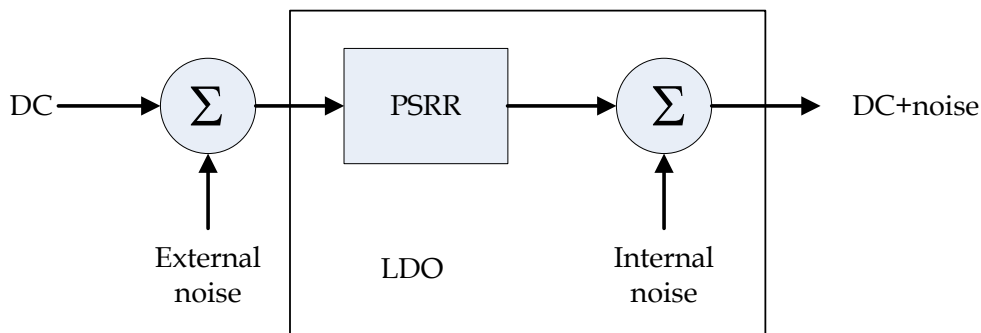 DC
Σ
PSRR
Σ
DC+noise
External
noise
LDO
Internal
noise